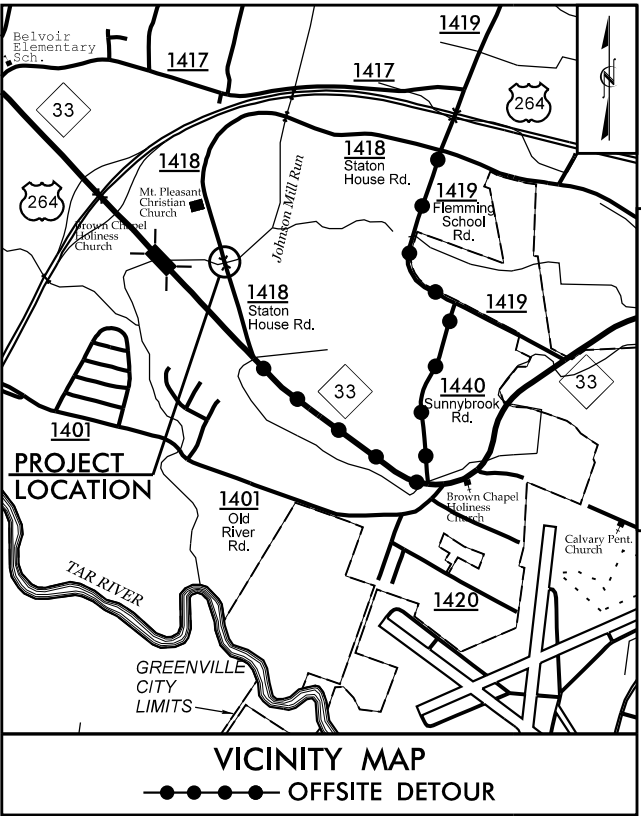 1419
Belvoir
Elementary
Sch.
1417
1417
33
264
1418
Staton
House Rd.
1418
264
Mt. Pleasant
Christian
Church
Johnson Mill Run
1419
Flemming
School
Rd.
Brown Chapel
Holiness
Church
1418
Staton
House Rd.
1419
33
33
1440
Sunnybrook
Rd.
1401
PROJECT
LOCATION
1401
Old
River
Rd.
Brown Chapel
Holiness
Church
Calvary Pent.
Church
TAR RIVER
1420
GREENVILLE
CITY
LIMITS
VICINITY MAP
OFFSITE DETOUR